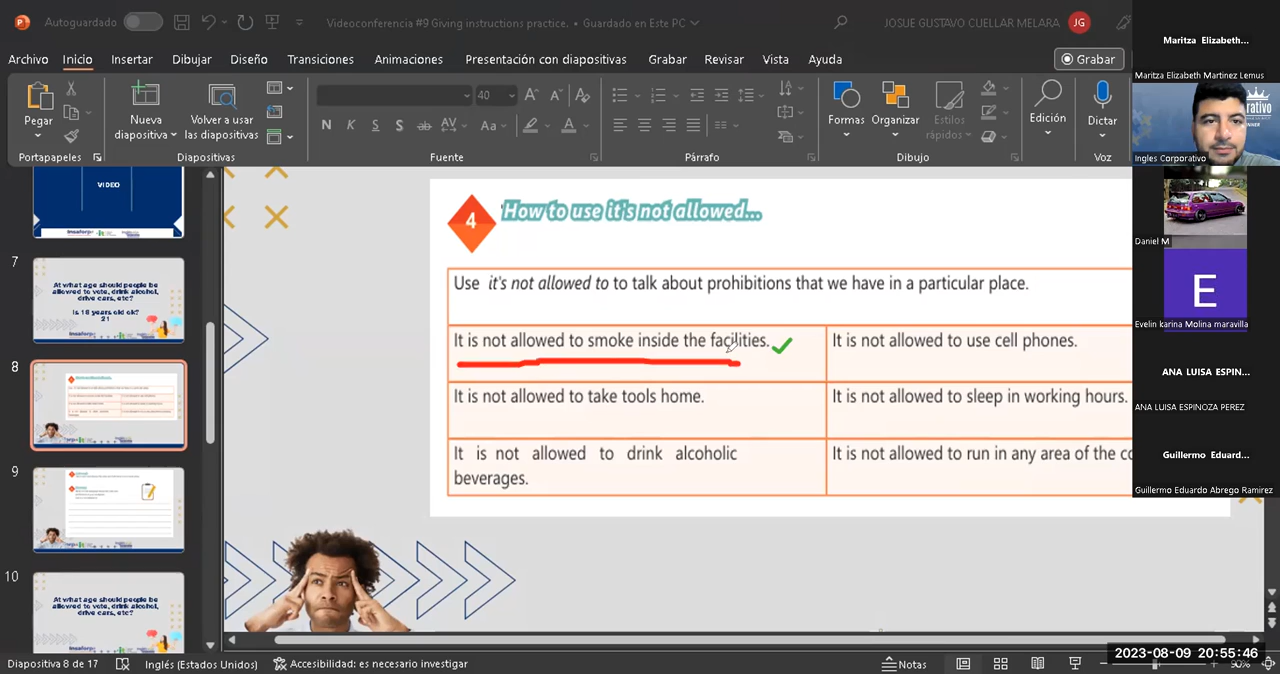 Autoguardado
Videoconferencia #9 Giving instructions practice. • Guardado en Este PC
JOSUE GUSTAVO CUELLAR MELARA
JG
Archivo Inicio Insertar Dibujar Diseño Transiciones Animaciones Presentación con diapositivas Grabar Revisar Vista Ayuda
Grabar
Pegar
Nueva diapositiva
Volver a usar las diapositivas
40
N K S S ab AV Aa A
Formas Organizar Estilos rápidos Edición Dictar
Portapapeles Diapositivas Fuente Párrafo Dibujo Voz
Maritza Elizabeth...
Maritza Elizabeth Martinez Lemus
Ingles Corporativo
Daniel M
E
Evelin karina Molina maravilla
ANA LUISA ESPIN...
ANA LUISA ESPINOZA PEREZ
Guillermo Eduard...
Guillermo Eduardo Abrego Ramirez
VIDEO
7
At what age should people be
allowed to vote, drink alcohol,
drive cars, etc?
Is 18 years old ok?
21
8
9
10
At what age should people be
allowed to vote, drink alcohol,
drive cars, etc?
4
How to use it's not allowed...
Use it's not allowed to to talk about prohibitions that we have in a particular place.
It is not allowed to smoke inside the facilities.
It is not allowed to use cell phones.
It is not allowed to take tools home.
It is not allowed to sleep in working hours.
It is not allowed to drink alcoholic
beverages.
It is not allowed to run in any area of the co
Diapositiva 8 de 17
Inglés (Estados Unidos)
Accesibilidad: es necesario investigar
Notas
2023-08-09 20:55:46
90%